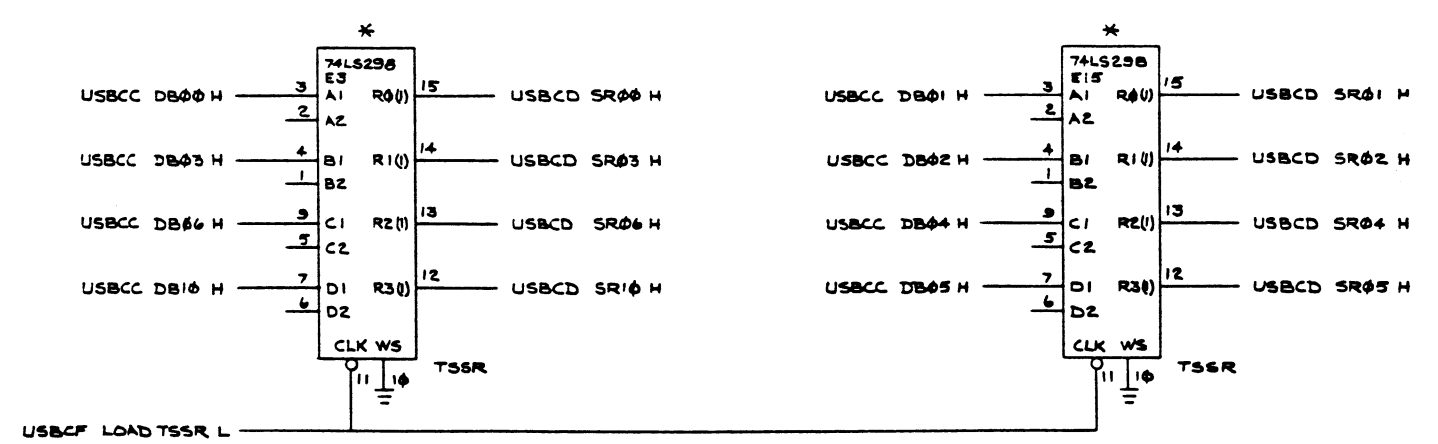 * *
74LS298 74LS298
E3 E15
USBCC DBØØ H 3 A1 RØ(1) 15 USBCD SRØØ H USBCC DBØ1 H 3 A1 RØ(1) 15 USBCD SRØ1 H
2 A2 2 A2
USBCC DBØ3 H 4 B1 R1(1) 14 USBCD SRØ3 H USBCC DBØ2 H 4 B1 R1(1) 14 USBCD SRØ2 H
1 B2 1 B2
USBCC DBØ6 H 9 C1 R2(1) 13 USBCD SRØ6 H USBCC DBØ4 H 9 C1 R2(1) 13 USBCD SRØ4 H
5 C2 5 C2
USBCC DB1Ø H 7 D1 R3(1) 12 USBCD SR1Ø H USBCC DBØ5 H 7 D1 R3(1) 12 USBCD SRØ5 H
6 D2 6 D2
CLK WS CLK WS
TSSR TSSR
11 1Ø 11 1Ø
USBCF LOAD TSSR L